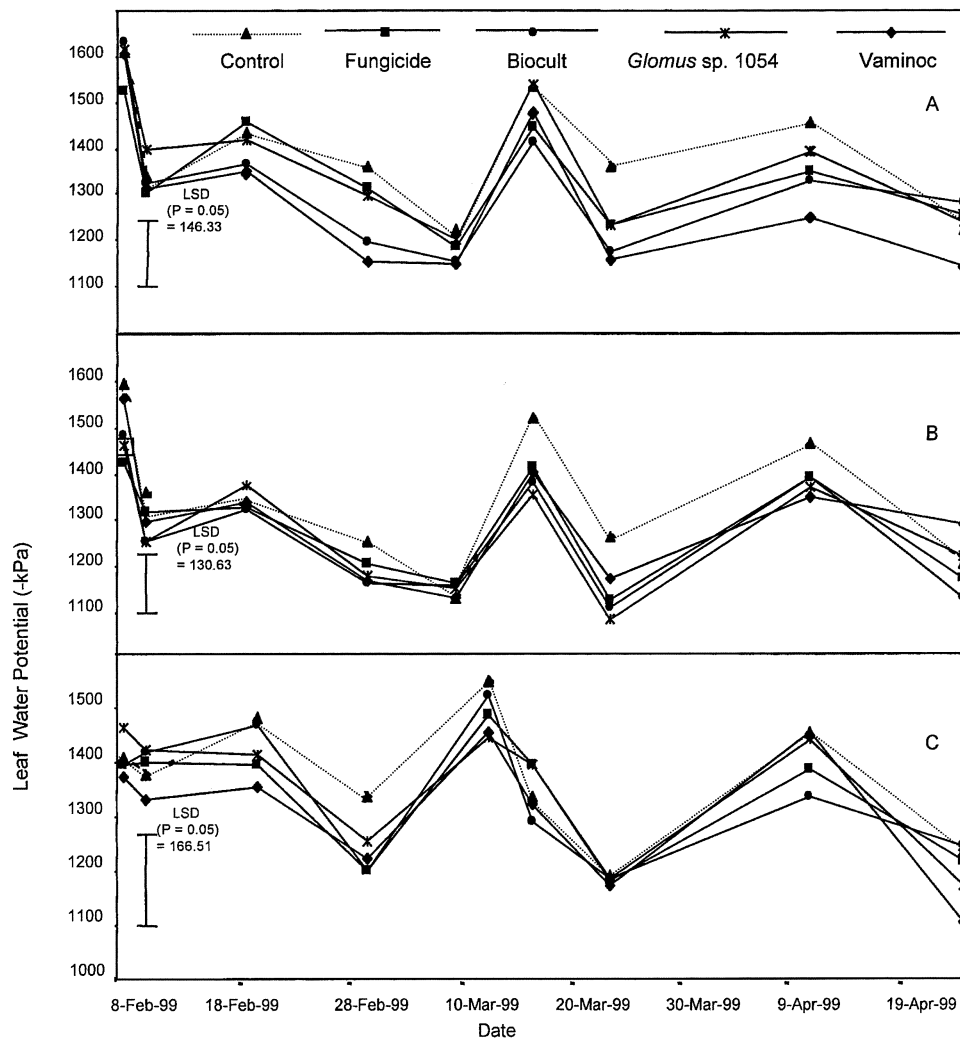 Control Fungicide Biocult Glomus sp. 1054 Vaminoc
A
1600
1500
1400
1300
1200
1100
LSD
(P = 0.05)
= 146.33
B
1600
1500
1400
1300
1200
1100
LSD
(P = 0.05)
= 130.63
C
1500
1400
1300
1200
1100
1000
LSD
(P = 0.05)
= 166.51
Leaf Water Potential (-kPa)
8-Feb-99 18-Feb-99 28-Feb-99 10-Mar-99 20-Mar-99 30-Mar-99 9-Apr-99 19-Apr-99
Date